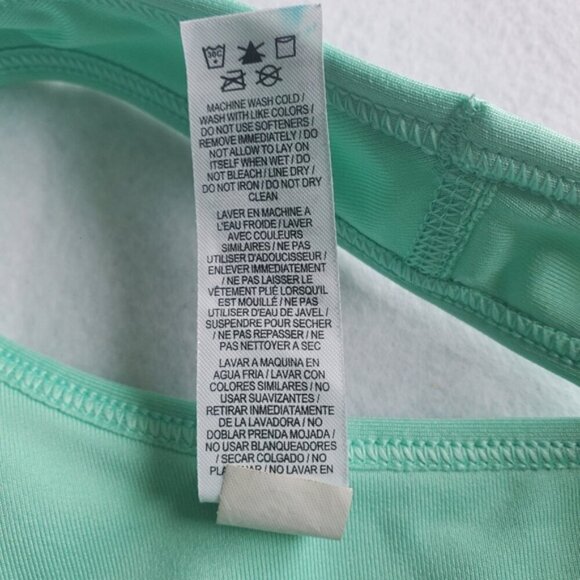 30C
MACHINE WASH COLD /
WASH WITH LIKE COLORS /
DO NOT USE SOFTENERS /
REMOVE IMMEDIATELY / DO
NOT ALLOW TO LAY ON
ITSELF WHEN WET / DO
NOT BLEACH / LINE DRY /
DO NOT IRON / DO NOT DRY
CLEAN
LAVER EN MACHINE A
L'EAU FROIDE / LAVER
AVEC COULEURS
SIMILAIRES / NE PAS
UTILISER D'ADOUCISSEUR /
ENLEVER IMMEDIATEMENT
/ NE PAS LAISSER LE
VÊTEMENT PLIÉ LORSQU'IL
EST MOUILLÉ / NE PAS
UTILISER D'EAU DE JAVEL /
SUSPENDRE POUR SECHER
/ NE PAS REPASSER / NE
PAS NETTOYER A SEC
LAVAR A MAQUINA EN
AGUA FRIA / LAVAR CON
COLORES SIMILARES / NO
USAR SUAVIZANTES /
RETIRAR INMEDIATAMENTE
DE LA LAVADORA / NO
DOBLAR PRENDA MOJADA /
NO USAR BLANQUEADORES
/ SECAR COLGADO / NO
NO LAVAR EN